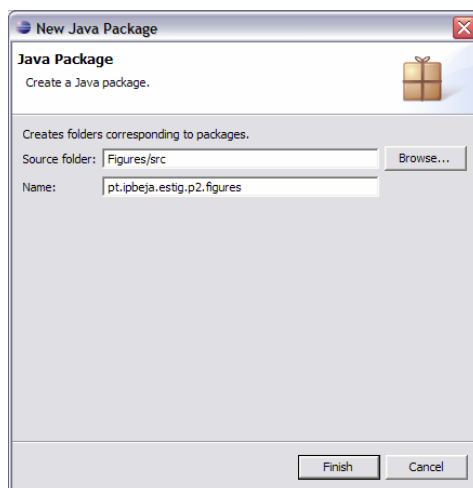 New Java Package
Java Package
Create a Java package.
Creates folders corresponding to packages.
Source folder: Figures/src Browse...
Name: pt.ipbeja.estig.p2.figures
Finish Cancel